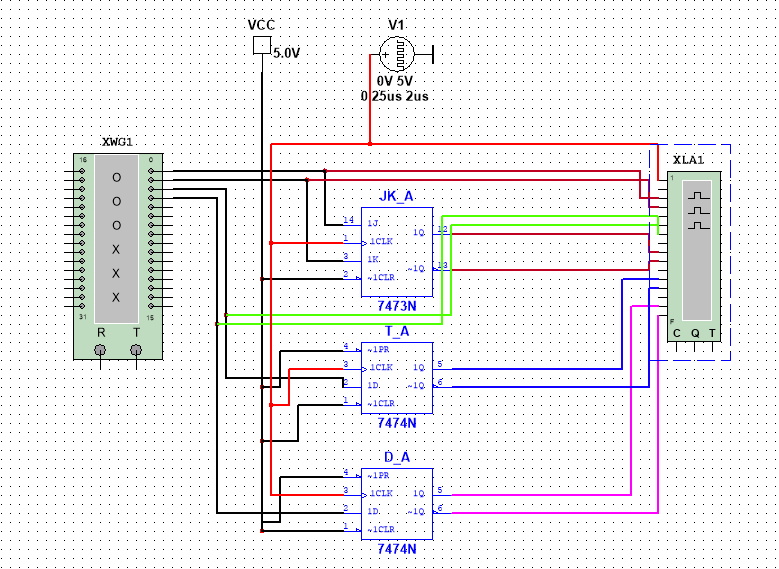 VCC
5.0V
V1
+
0V 5V
0.25us 2us
XWG1
16 0
O
O
O
X
X
X
31 15
R T
XLA1
1
F
C Q T
JK_A
14 1J 1Q 12
1 1CLK
3 1K ~1Q 13
2 ~1CLR
7473N
T_A
4 ~1PR
3 1CLK 1Q 5
2 1D ~1Q 6
1 ~1CLR
7474N
D_A
4 ~1PR
3 1CLK 1Q 5
2 1D ~1Q 6
1 ~1CLR
7474N